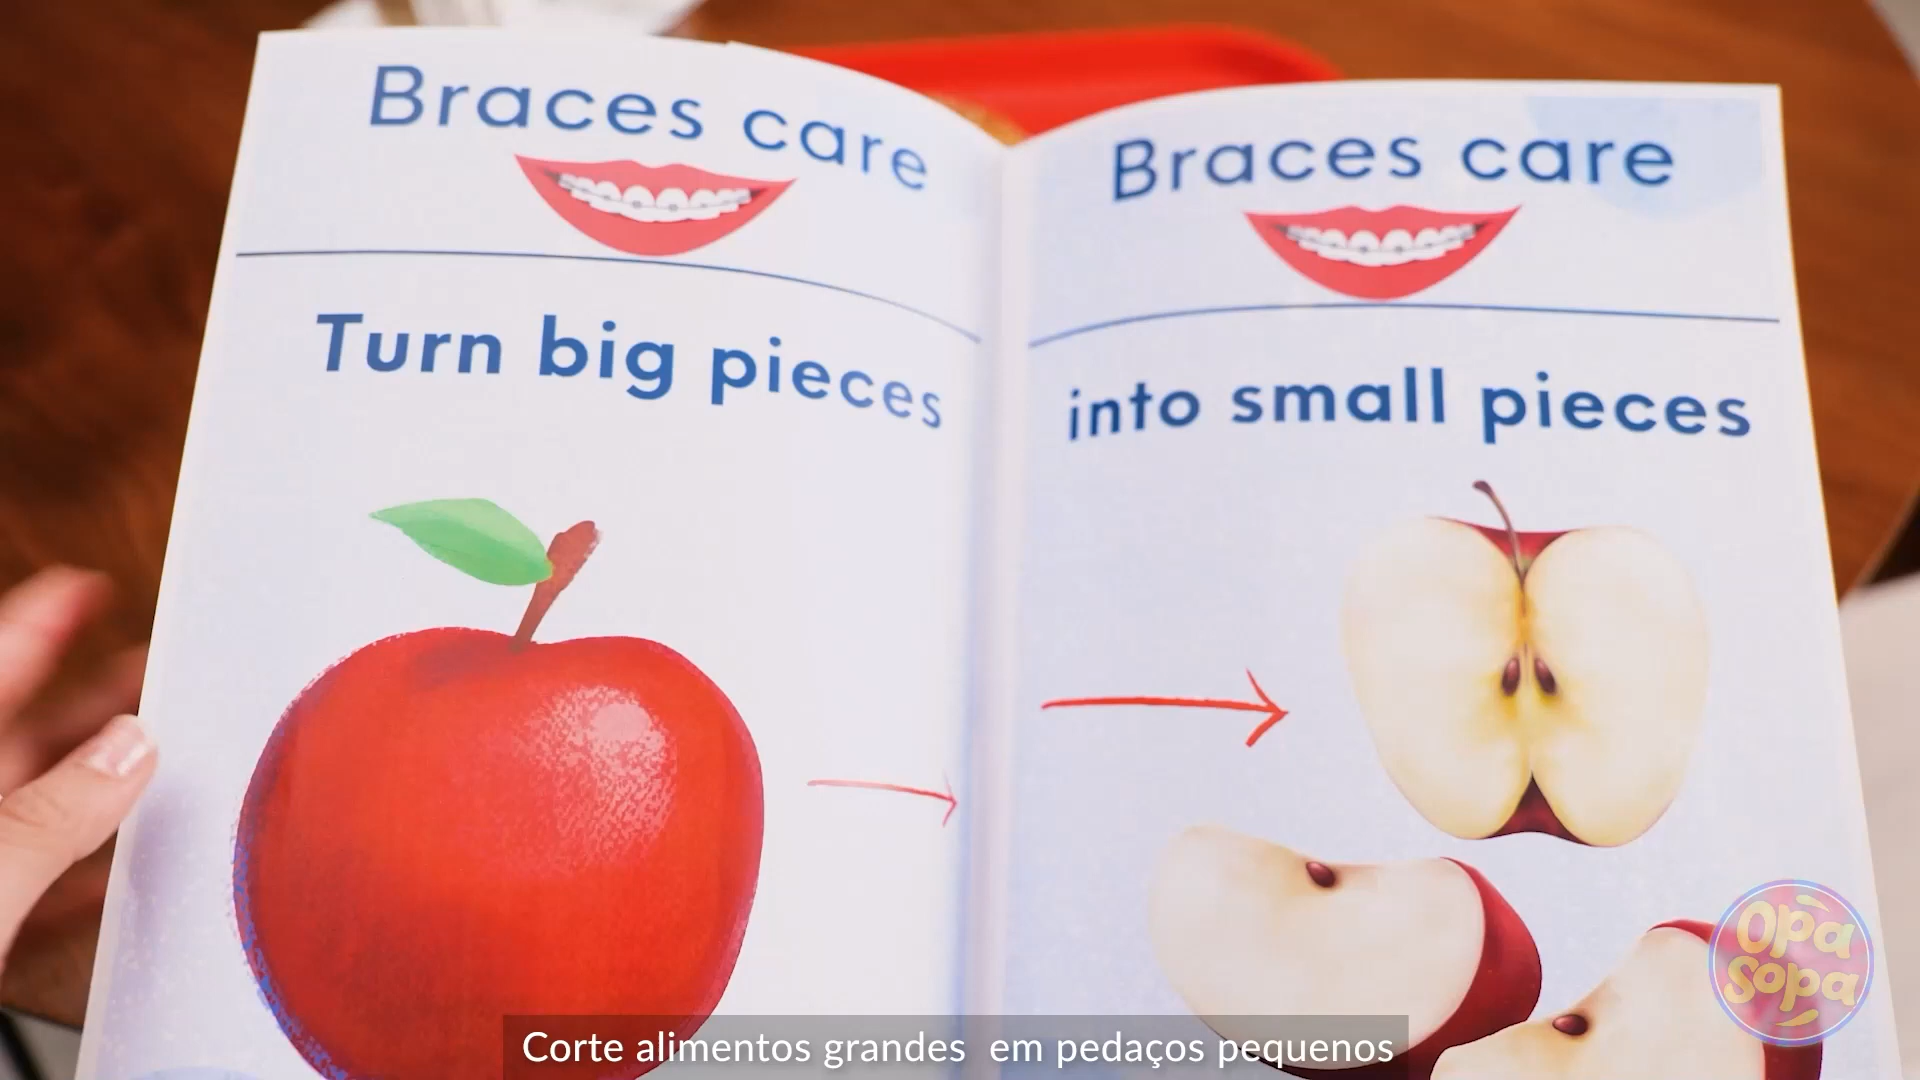 Braces care
Turn big pieces
Braces care
into small pieces
Opa
Sopa
Corte alimentos grandes em pedaços pequenos